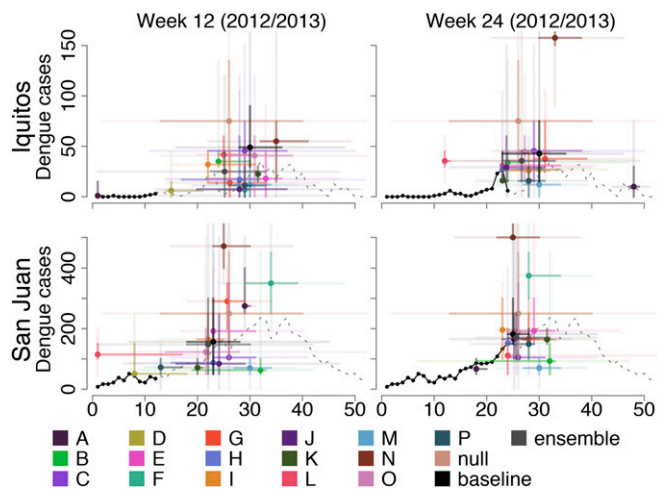 Week 12 (2012/2013) Week 24 (2012/2013)
Iquitos
Dengue cases
0 50 100 150
San Juan
Dengue cases
0 200 400
0 10 20 30 40 50 0 10 20 30 40 50
A D G J M P ensemble
B E H K N null
C F I L O baseline